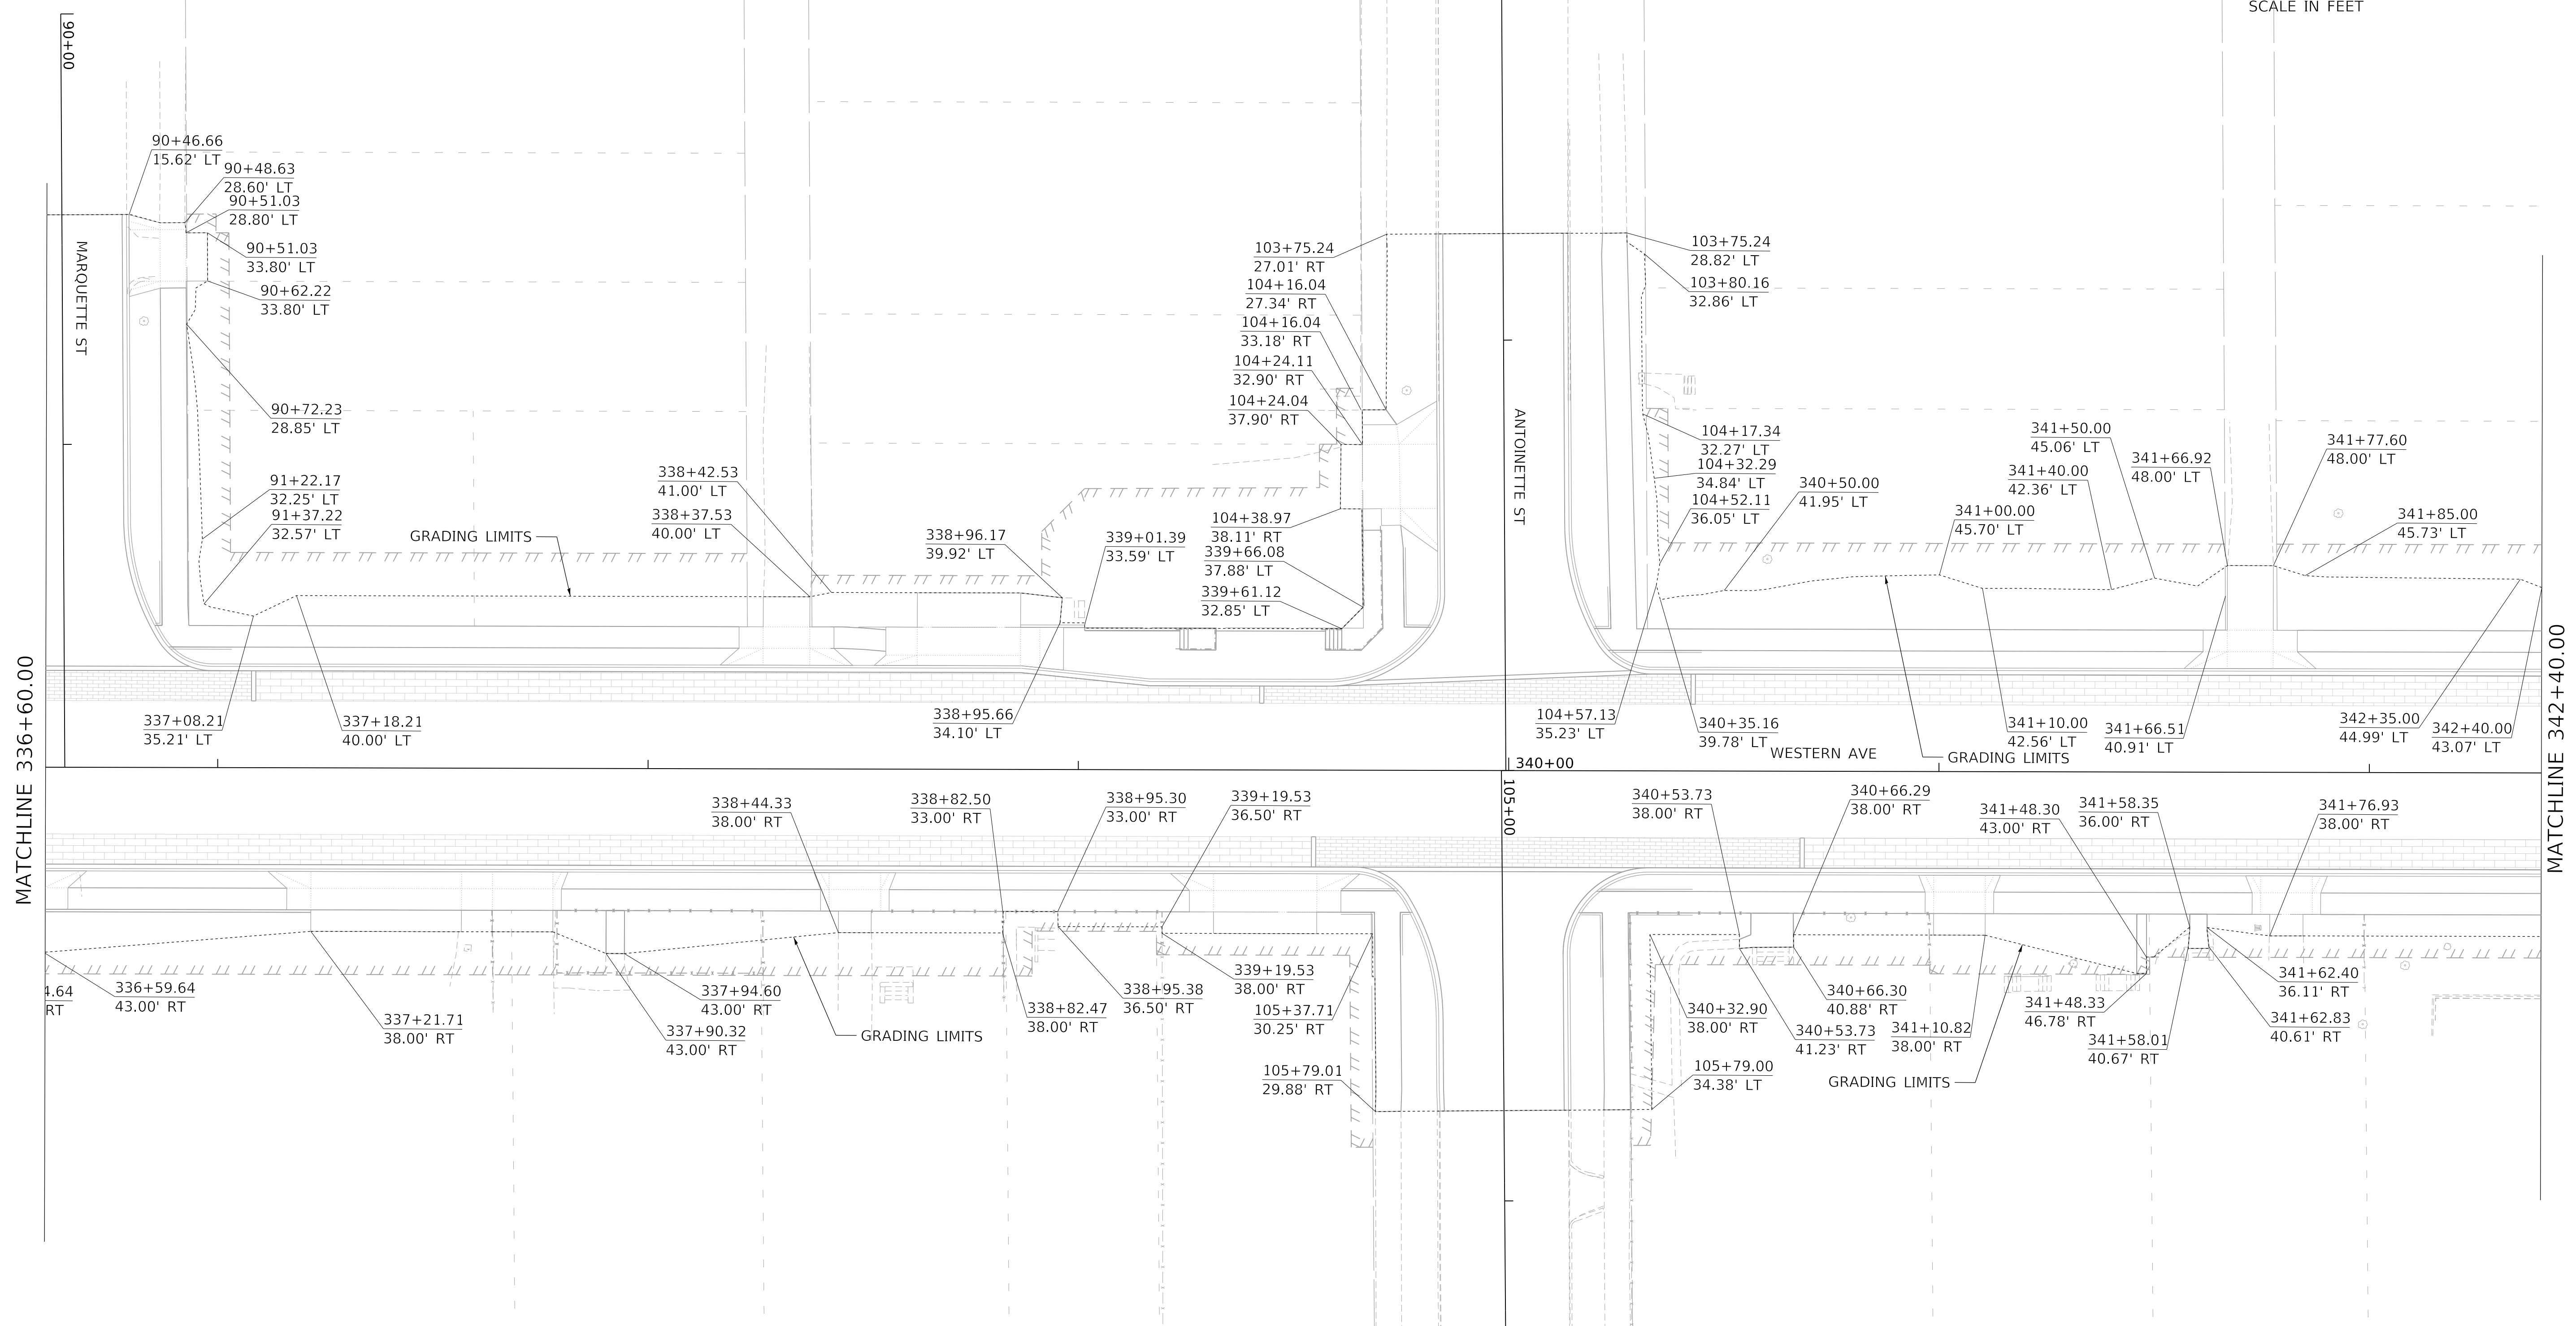 SCALE IN FEET
90+00
MARQUETTE ST
90+46.66
15.62' LT
90+48.63
28.60' LT
90+51.03
28.80' LT
90+51.03
33.80' LT
90+62.22
33.80' LT
90+72.23
28.85' LT
91+22.17
32.25' LT
91+37.22
32.57' LT
GRADING LIMITS
338+42.53
41.00' LT
338+37.53
40.00' LT
338+96.17
39.92' LT
339+01.39
33.59' LT
103+75.24
27.01' RT
104+16.04
27.34' RT
104+16.04
33.18' RT
104+24.11
32.90' RT
104+24.04
37.90' RT
104+38.97
38.11' RT
339+66.08
37.88' LT
339+61.12
32.85' LT
ANTOINETTE ST
103+75.24
28.82' LT
103+80.16
32.86' LT
104+17.34
32.27' LT
104+32.29
34.84' LT
104+52.11
36.05' LT
340+50.00
41.95' LT
341+00.00
45.70' LT
341+50.00
45.06' LT
341+40.00
42.36' LT
341+66.92
48.00' LT
341+77.60
48.00' LT
341+85.00
45.73' LT
MATCHLINE 336+60.00
337+08.21
35.21' LT
337+18.21
40.00' LT
338+95.66
34.10' LT
104+57.13
35.23' LT
340+35.16
39.78' LT
WESTERN AVE
GRADING LIMITS
341+10.00
42.56' LT
341+66.51
40.91' LT
342+35.00
44.99' LT
342+40.00
43.07' LT
MATCHLINE 342+40.00
340+00
105+00
338+44.33
38.00' RT
338+82.50
33.00' RT
338+95.30
33.00' RT
339+19.53
36.50' RT
340+53.73
38.00' RT
340+66.29
38.00' RT
341+48.30
43.00' RT
341+58.35
36.00' RT
341+76.93
38.00' RT
4.64
RT
336+59.64
43.00' RT
337+21.71
38.00' RT
337+94.60
43.00' RT
337+90.32
43.00' RT
GRADING LIMITS
338+82.47
38.00' RT
338+95.38
36.50' RT
339+19.53
38.00' RT
105+37.71
30.25' RT
105+79.01
29.88' RT
340+32.90
38.00' RT
105+79.00
34.38' LT
340+53.73
41.23' RT
340+66.30
40.88' RT
341+10.82
38.00' RT
GRADING LIMITS
341+48.33
46.78' RT
341+58.01
40.67' RT
341+62.40
36.11' RT
341+62.83
40.61' RT